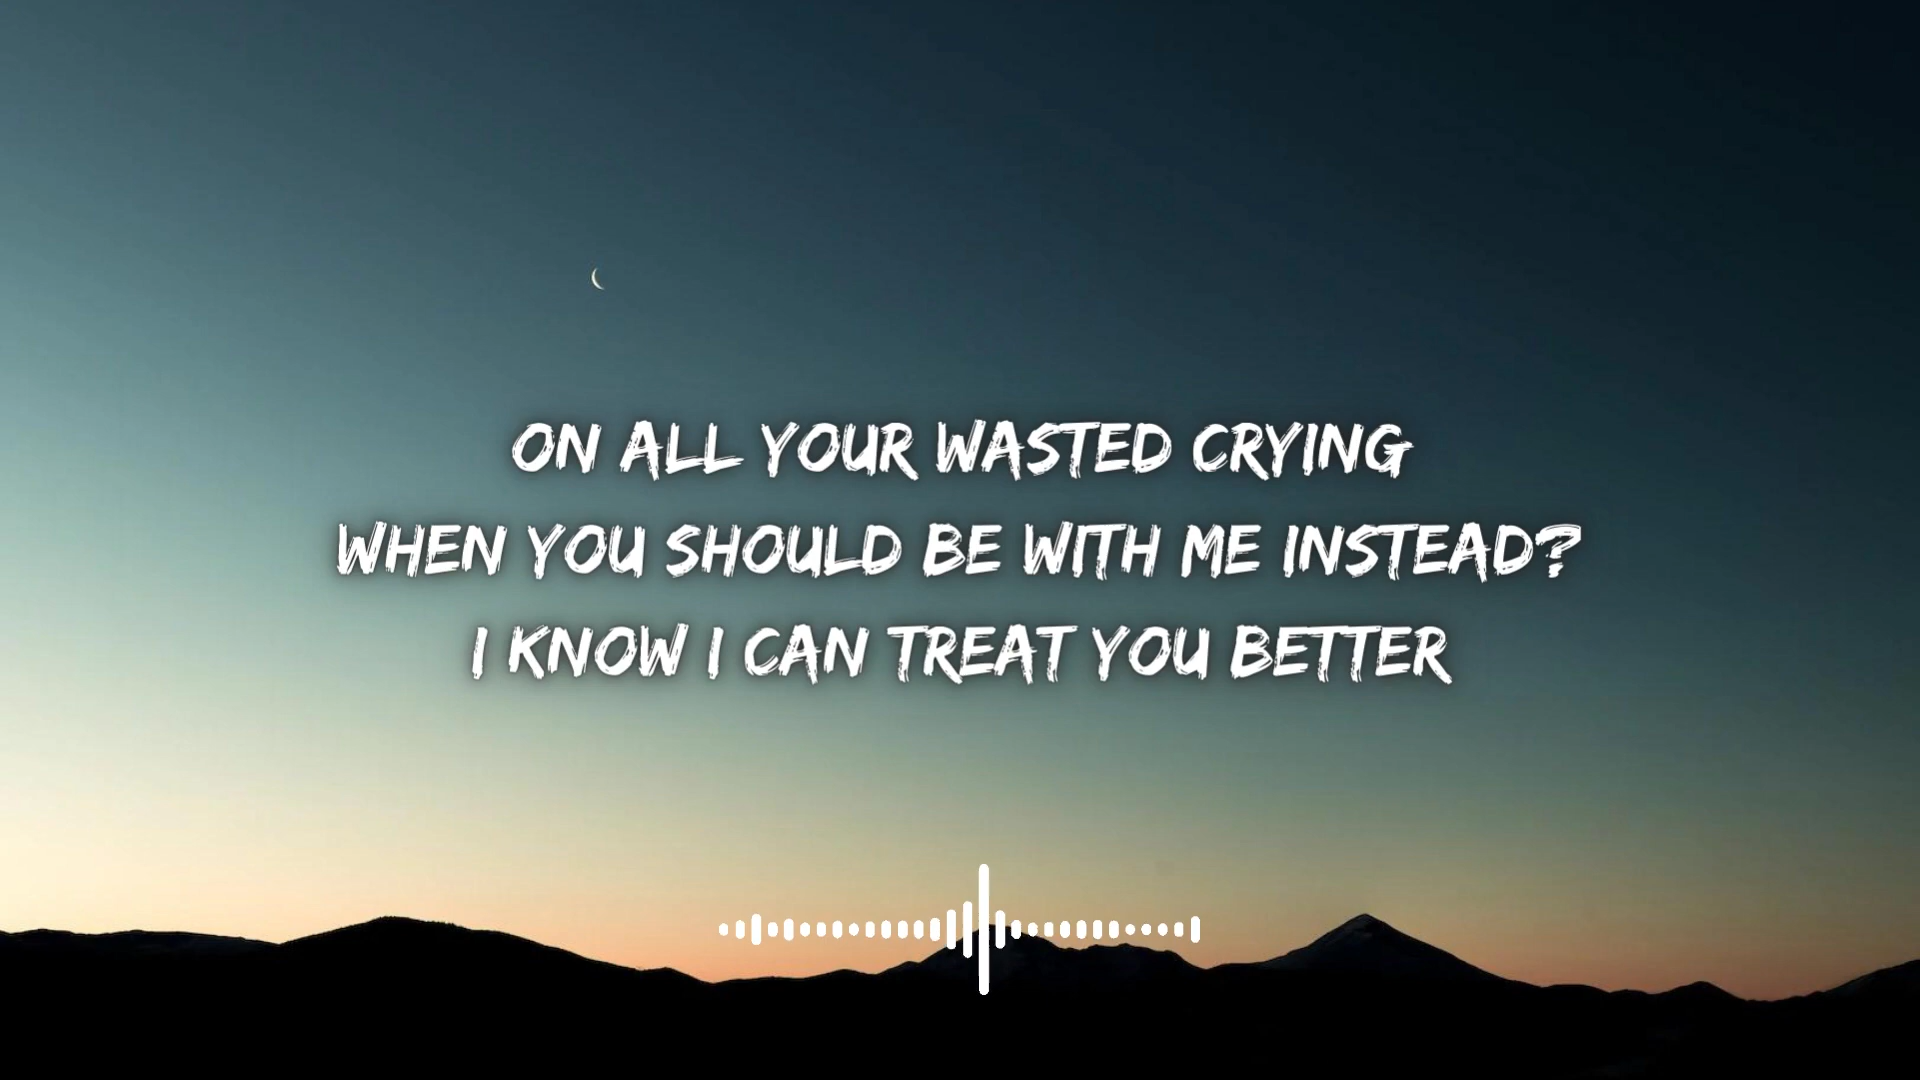 ON ALL YOUR WASTED CRYING
WHEN YOU SHOULD BE WITH ME INSTEAD?
I KNOW I CAN TREAT YOU BETTER